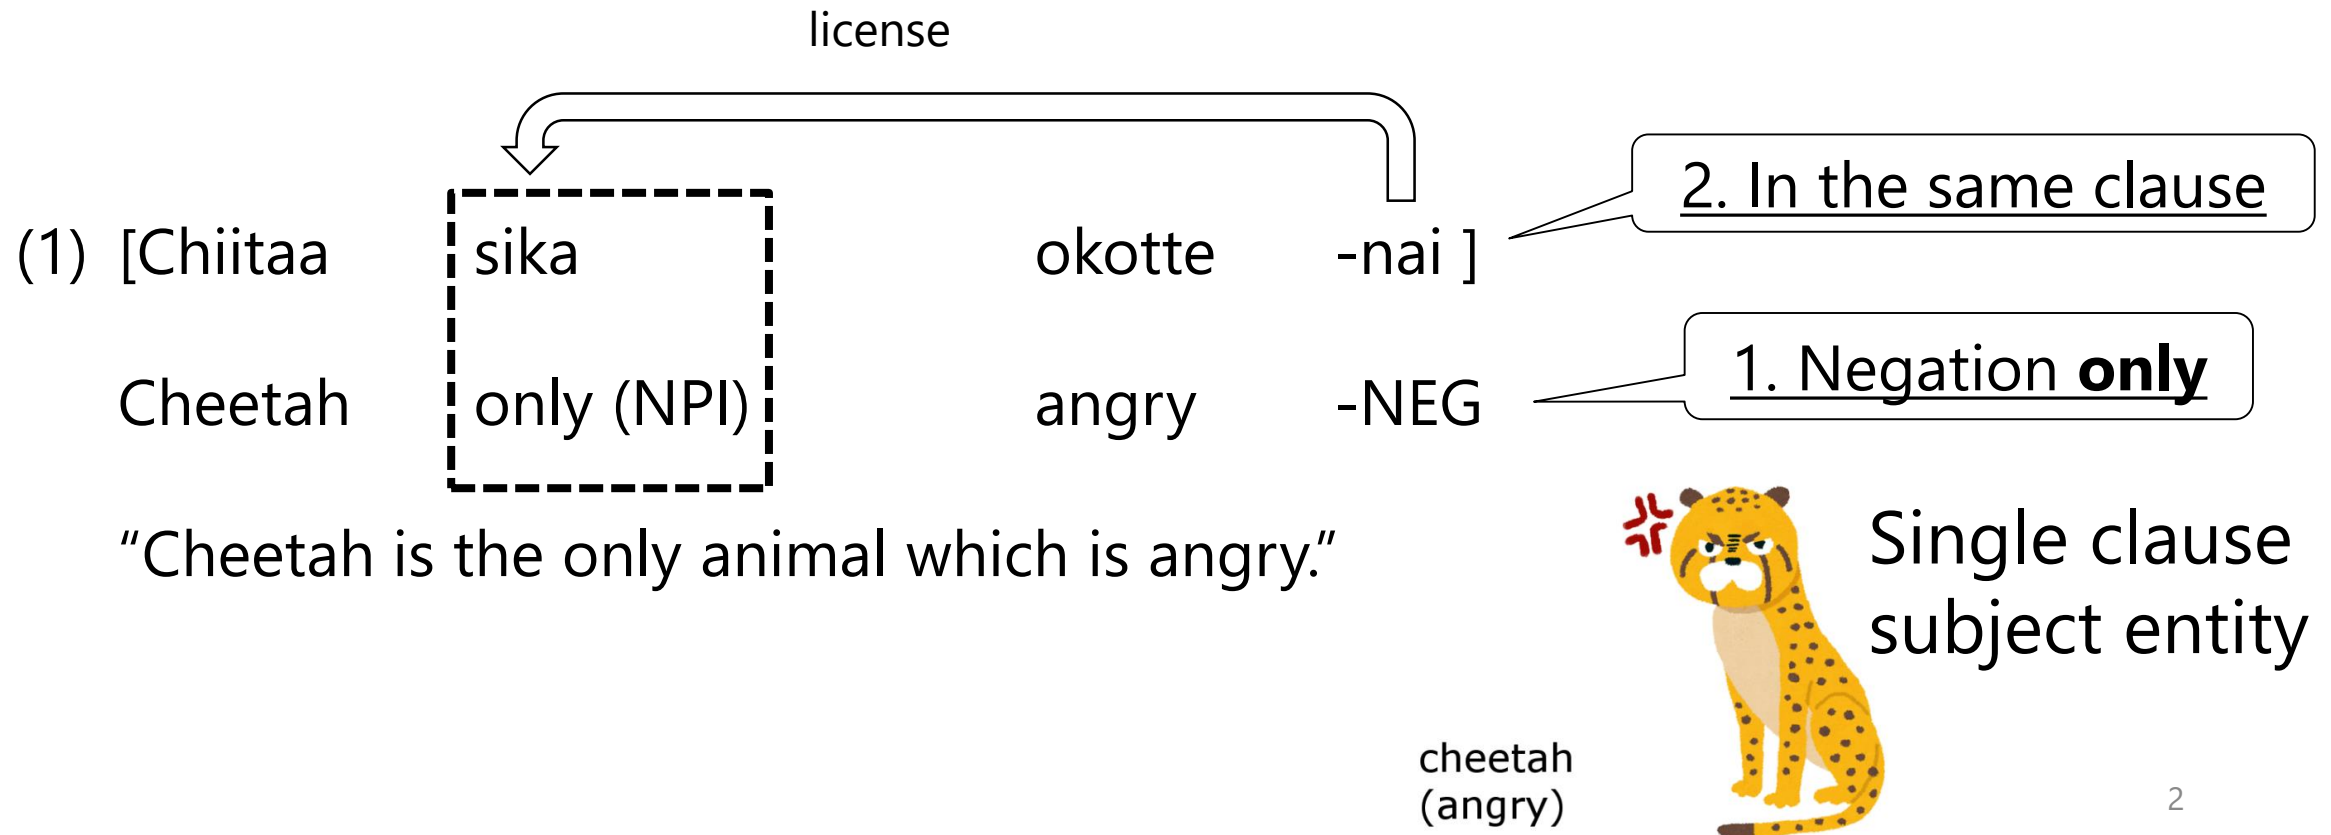 license
2. In the same clause
(1) [Chiitaa sika okotte -nai ]
1. Negation only
Cheetah only (NPI) angry -NEG
“Cheetah is the only animal which is angry.”
Single clause
subject entity
cheetah
(angry)
2